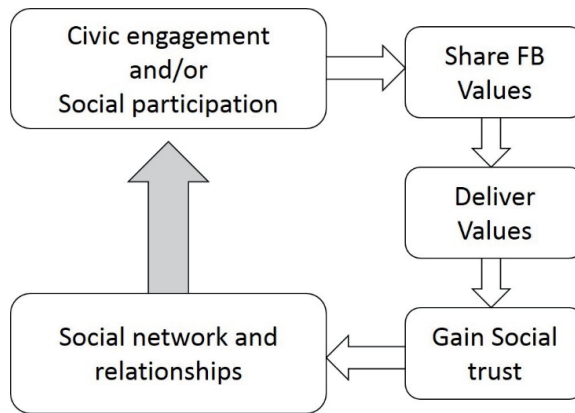 Civic engagement
and/or
Social participation
Share FB
Values
Deliver
Values
Gain Social
trust
Social network and
relationships